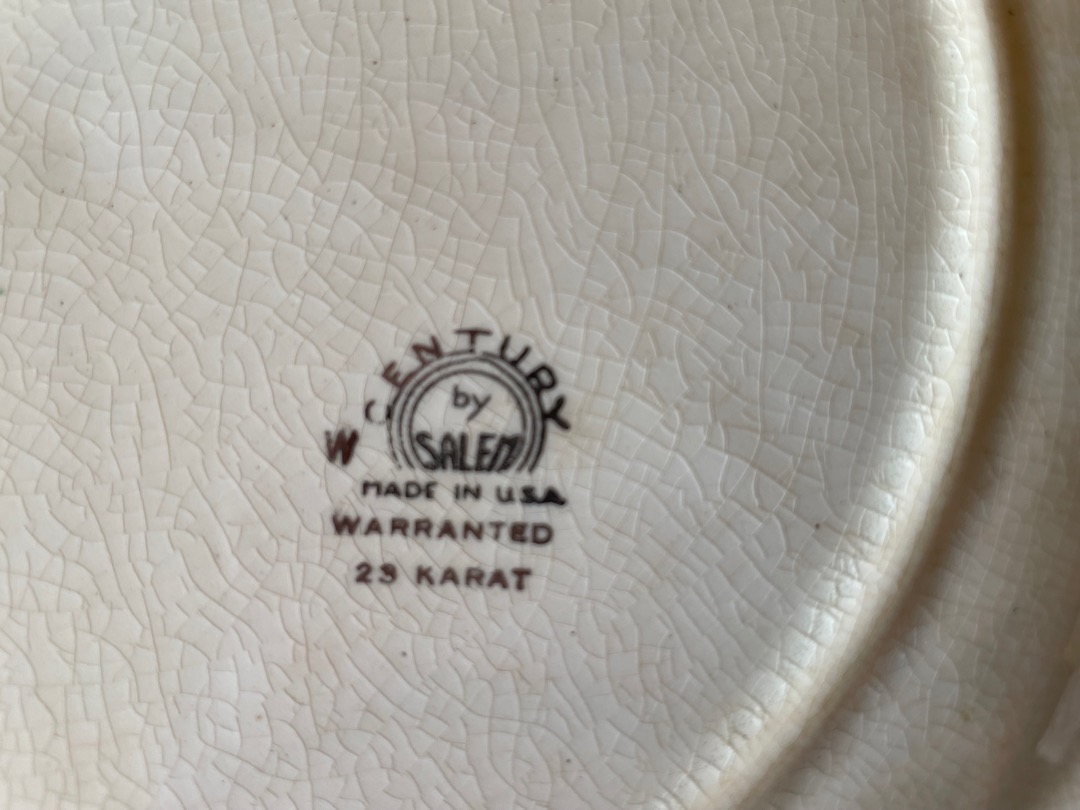 CENTURY
by
SALEM
W
MADE IN U.S.A
WARRANTED
23 KARAT